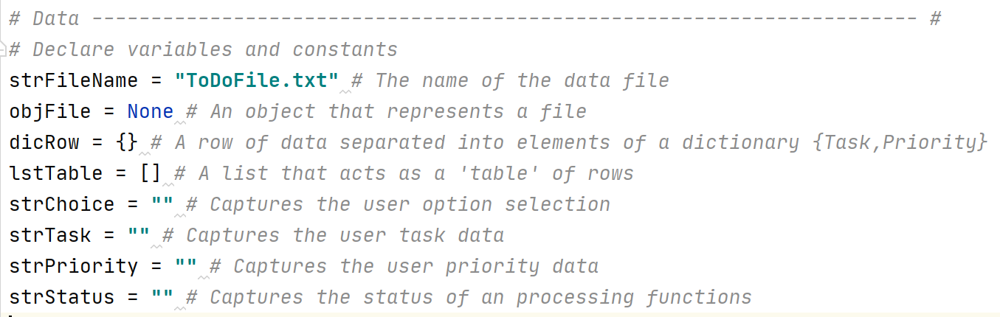 # Data ---------------------------------------------------------------------- #
# Declare variables and constants
strFileName = "ToDoFile.txt" # The name of the data file
objFile = None # An object that represents a file
dicRow = {} # A row of data separated into elements of a dictionary {Task,Priority}
lstTable = [] # A list that acts as a 'table' of rows
strChoice = "" # Captures the user option selection
strTask = "" # Captures the user task data
strPriority = "" # Captures the user priority data
strStatus = "" # Captures the status of an processing functions